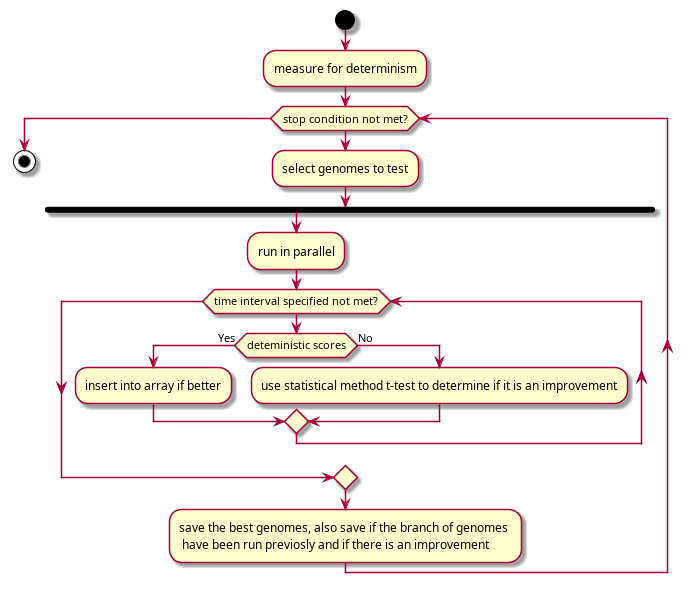 measure for determinism
stop condition not met?
select genomes to test
run in parallel
time interval specified not met?
Yes
deteministic scores
No
insert into array if better
use statistical method t-test to determine if it is an improvement
save the best genomes, also save if the branch of genomes
have been run previosly and if there is an improvement